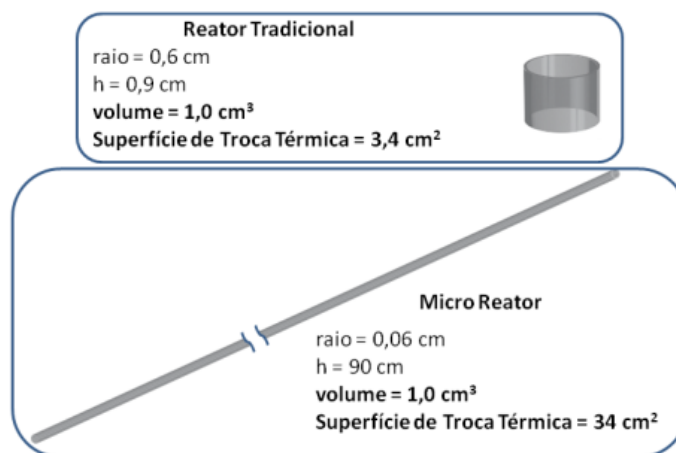 Reator Tradicional
raio = 0,6 cm
h = 0,9 cm
volume = 1,0 cm³
Superfície de Troca Térmica = 3,4 cm²
Micro Reator
raio = 0,06 cm
h = 90 cm
volume = 1,0 cm³
Superfície de Troca Térmica = 34 cm²